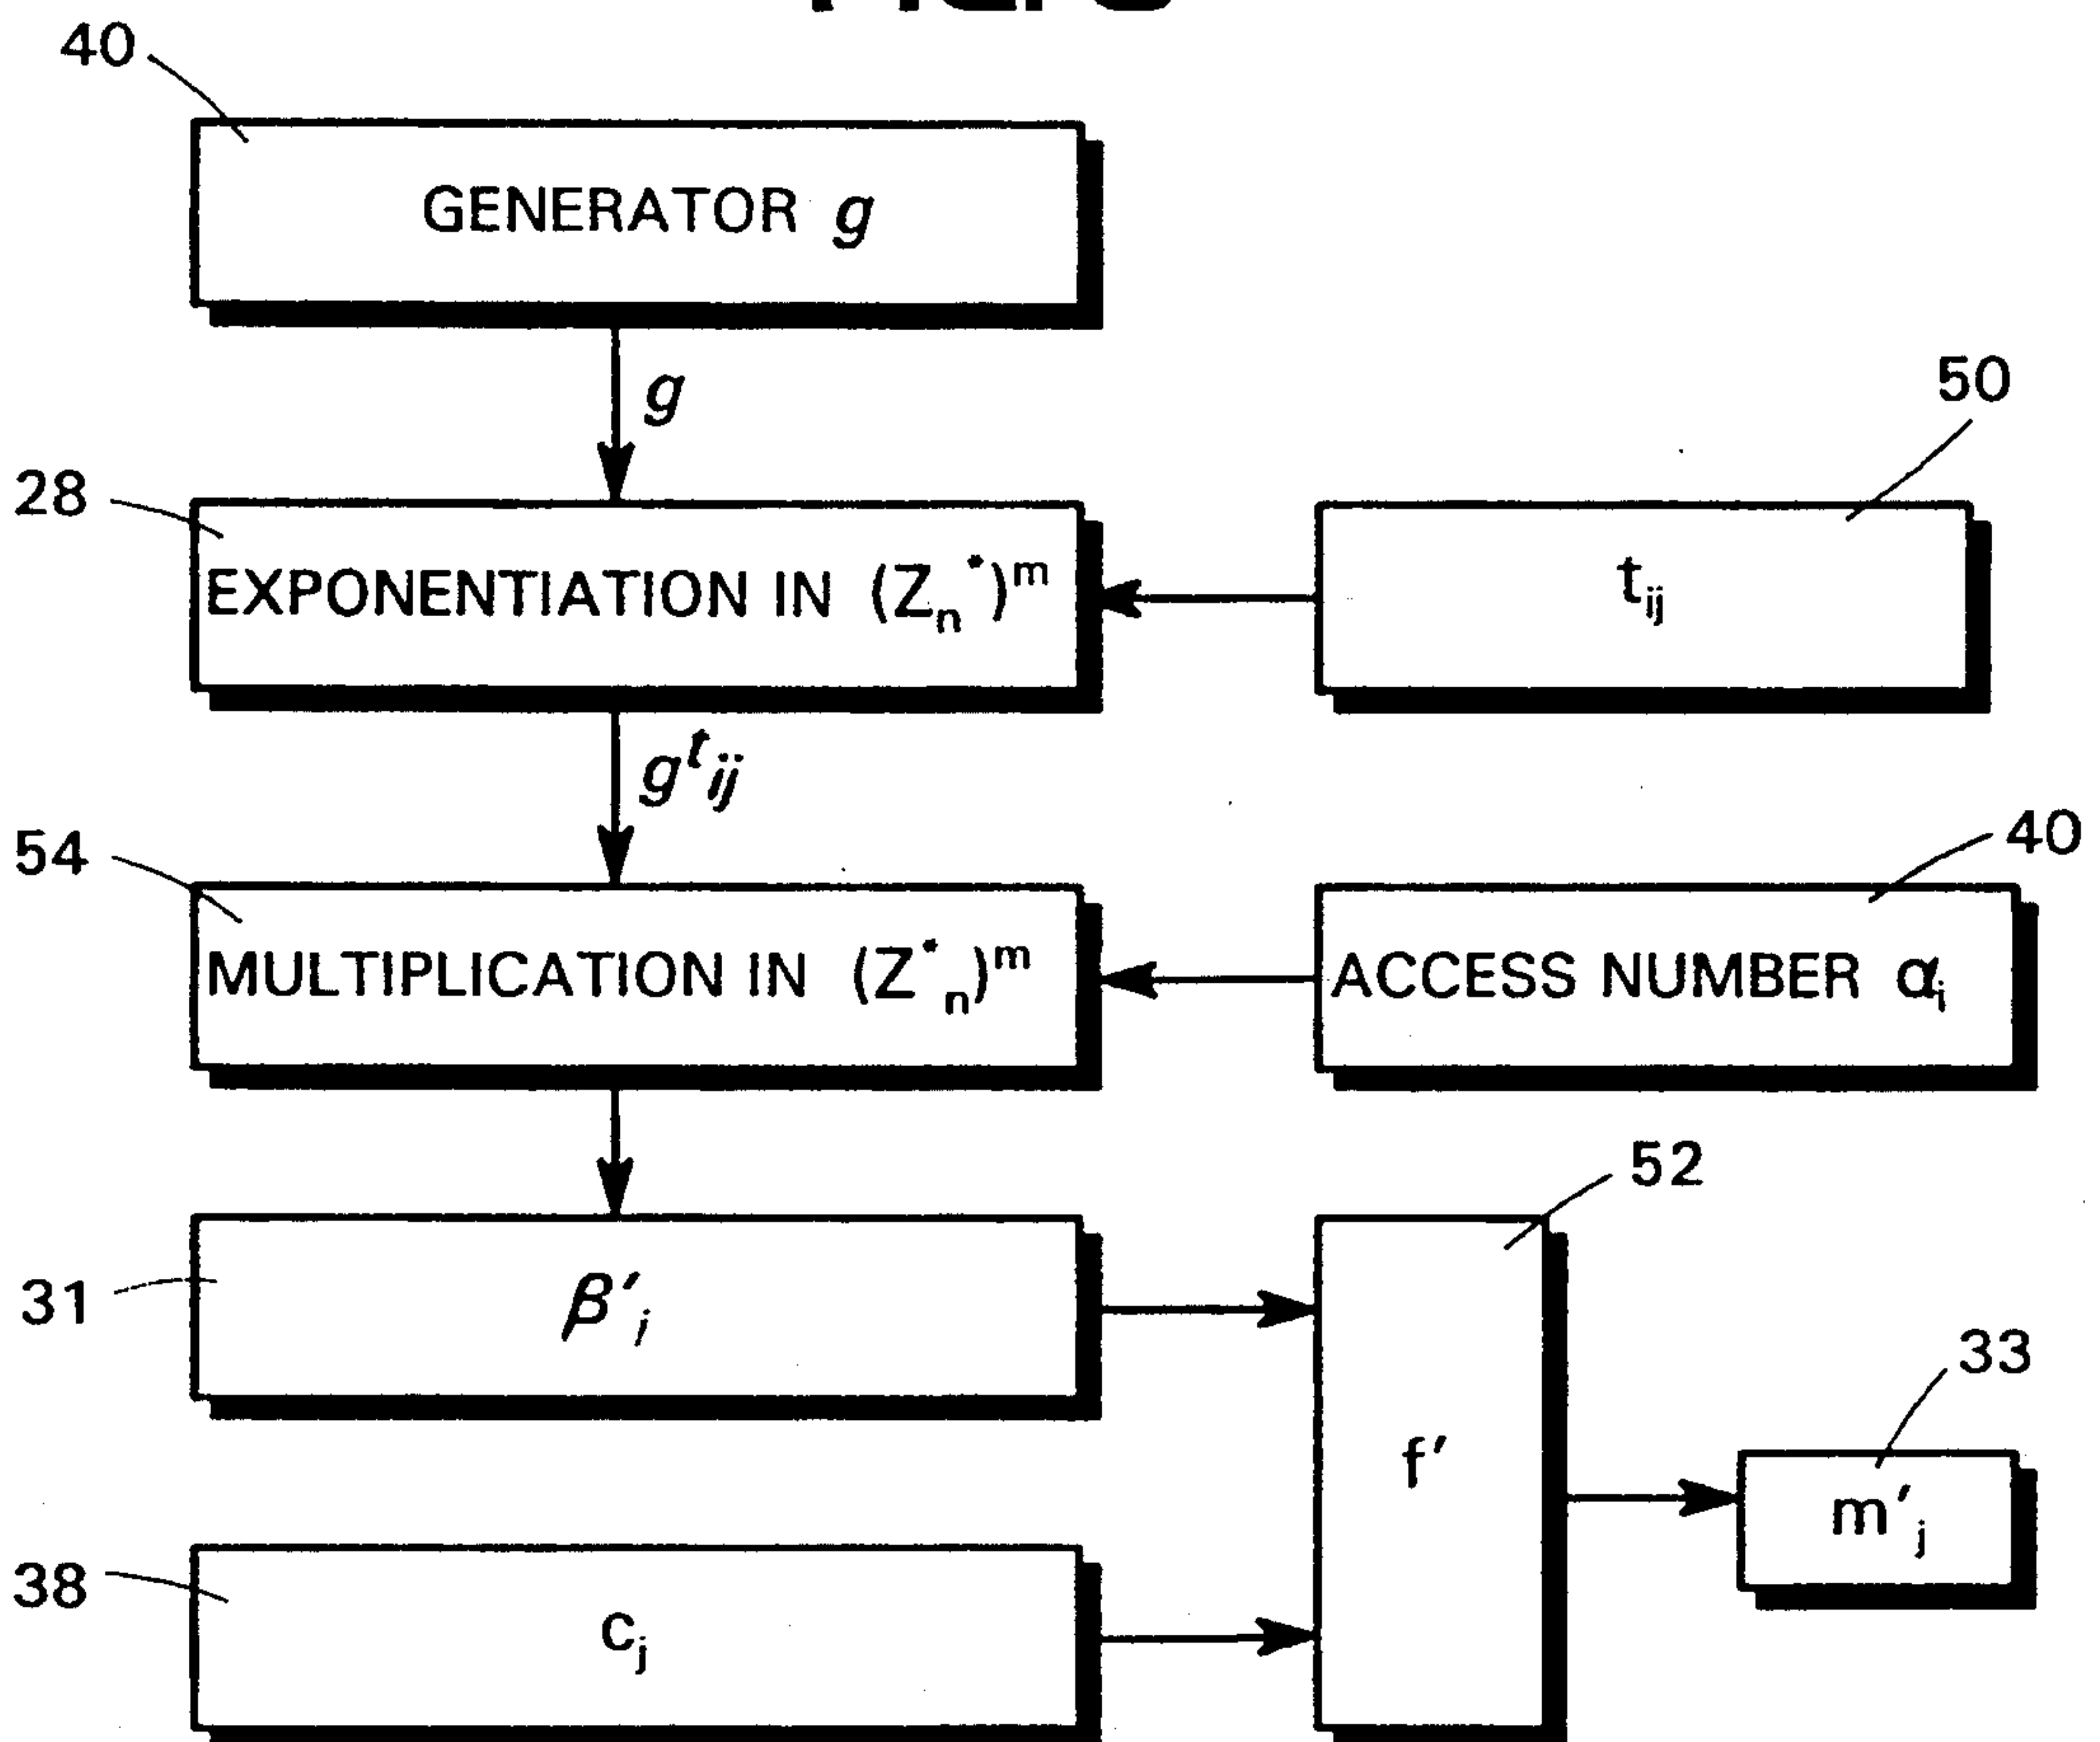 40
GENERATOR g
g
50
28
EXPONENTIATION IN (Zn*)m
tij
gtij
54
40
MULTIPLICATION IN (Z*n)m
ACCESS NUMBER αi
52
31
β'i
33
f'
m'j
38
cj